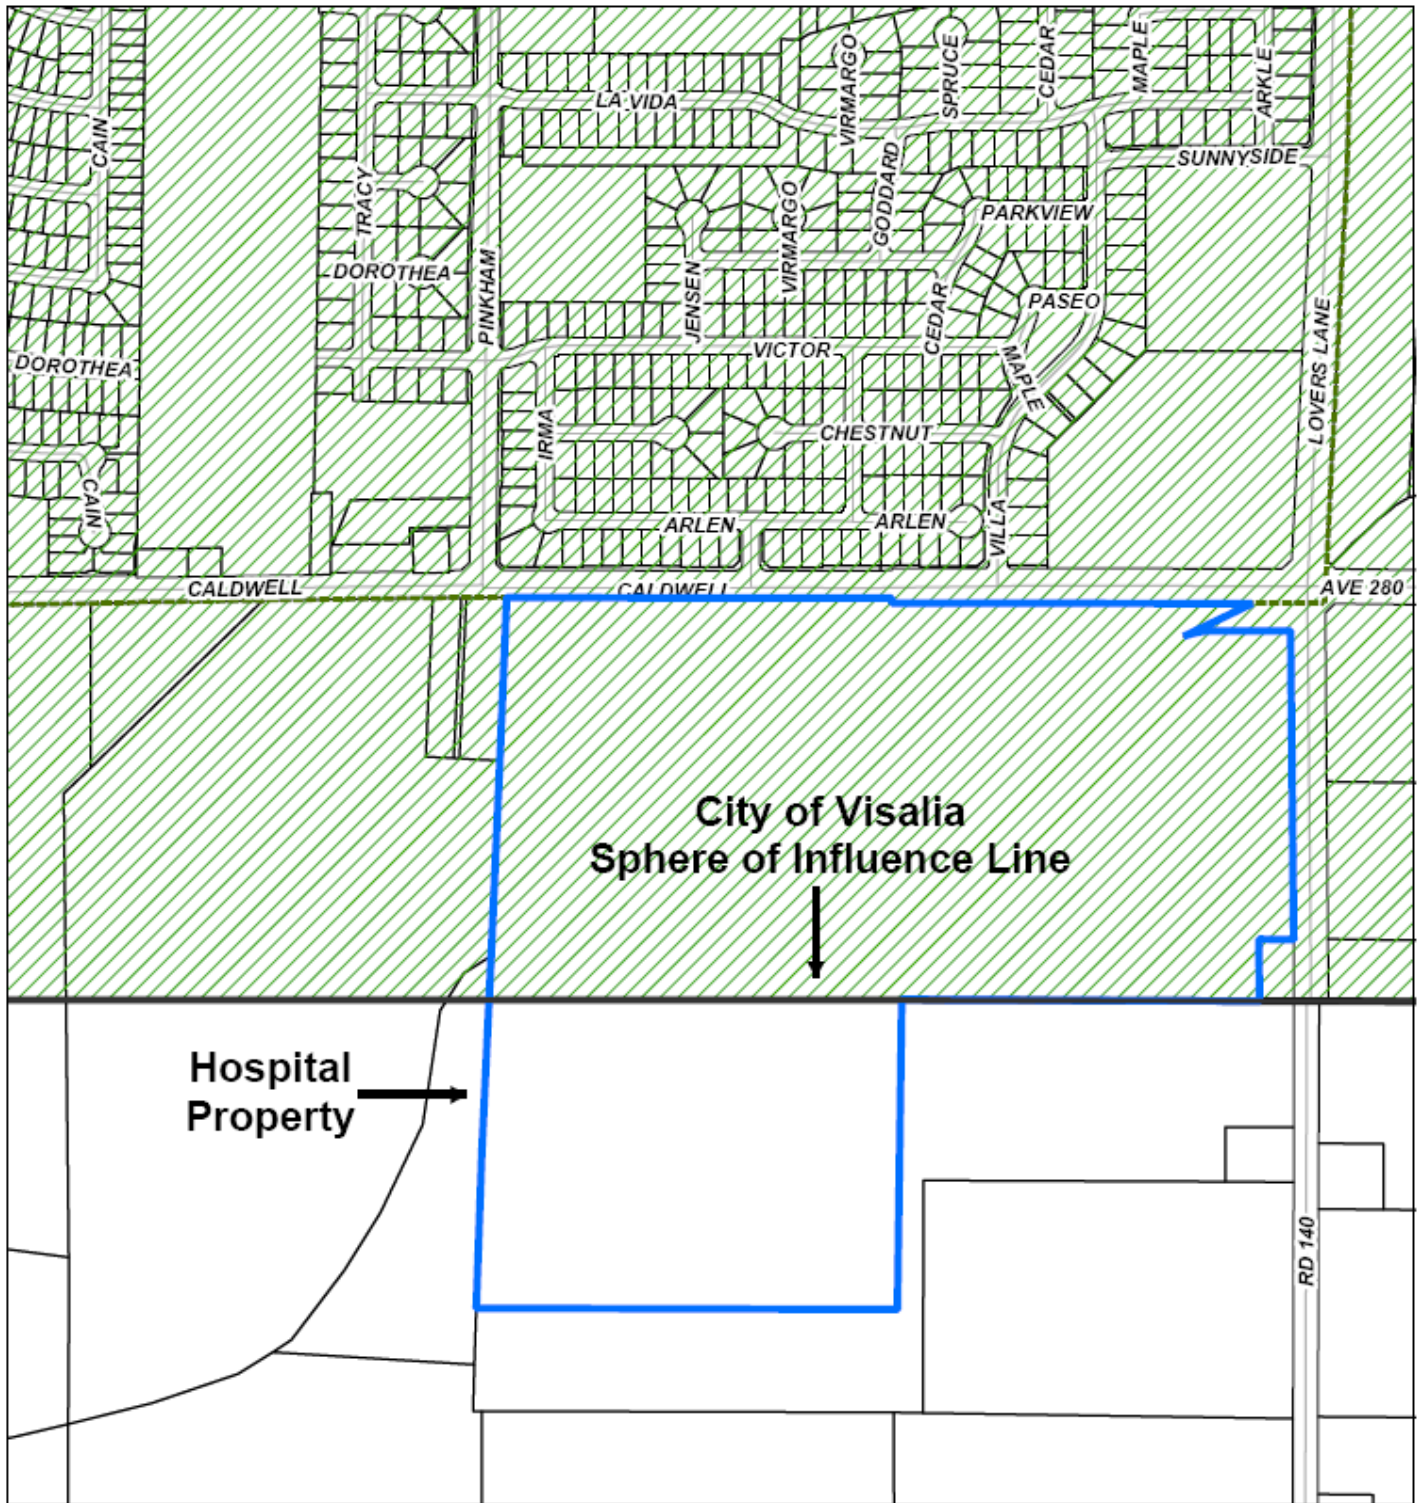 CAIN
LA VIDA
VIRMARGO
SPRUCE
CEDAR
MAPLE
ARKLE
SUNNYSIDE
TRACY
GODDARD
VIRMARGO
PARKVIEW
DOROTHEA
PINKHAM
JENSEN
CEDAR
PASEO
DOROTHEA
VICTOR
MAPLE
LOVERS LANE
IRMA
CHESTNUT
CAIN
ARLEN
ARLEN
VILLA
CALDWELL
CALDWELL
AVE 280
City of Visalia
Sphere of Influence Line
Hospital
Property
RD 140